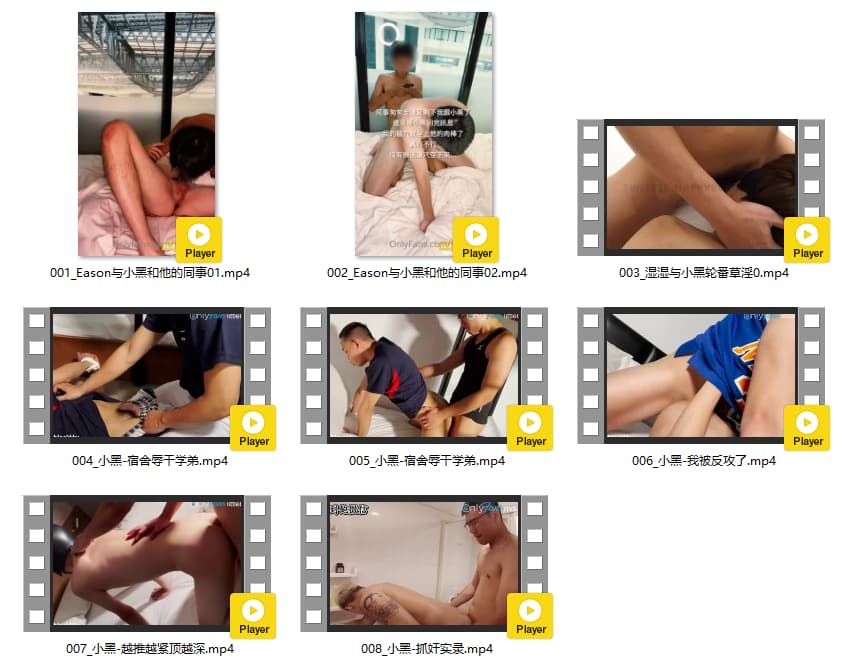 OnlyFans.com/
Player
Player
Player
001_Eason与小黑和他的同事01.mp4
002_Eason与小黑和他的同事02.mp4
003_湿湿与小黑轮番草淫0.mp4
Player
Player
Player
004_小黑-宿舍辱干学弟.mp4
005_小黑-宿舍辱干学弟.mp4
006_小黑-我被反攻了.mp4
Player
Player
007_小黑-越推越紧顶越深.mp4
008_小黑-抓奸实录.mp4